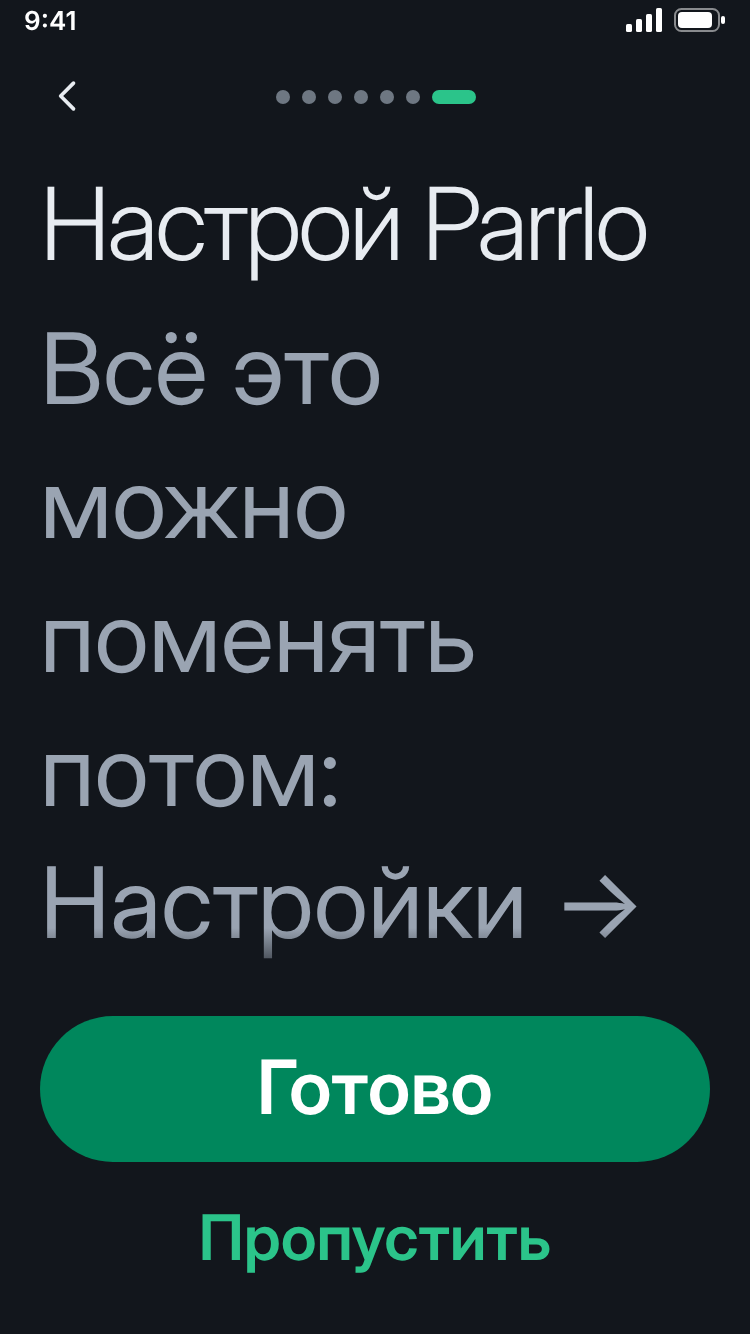 9:41
Настрой Parrlo
Всё это
можно
поменять
потом:
Настройки →
Готово
Пропустить